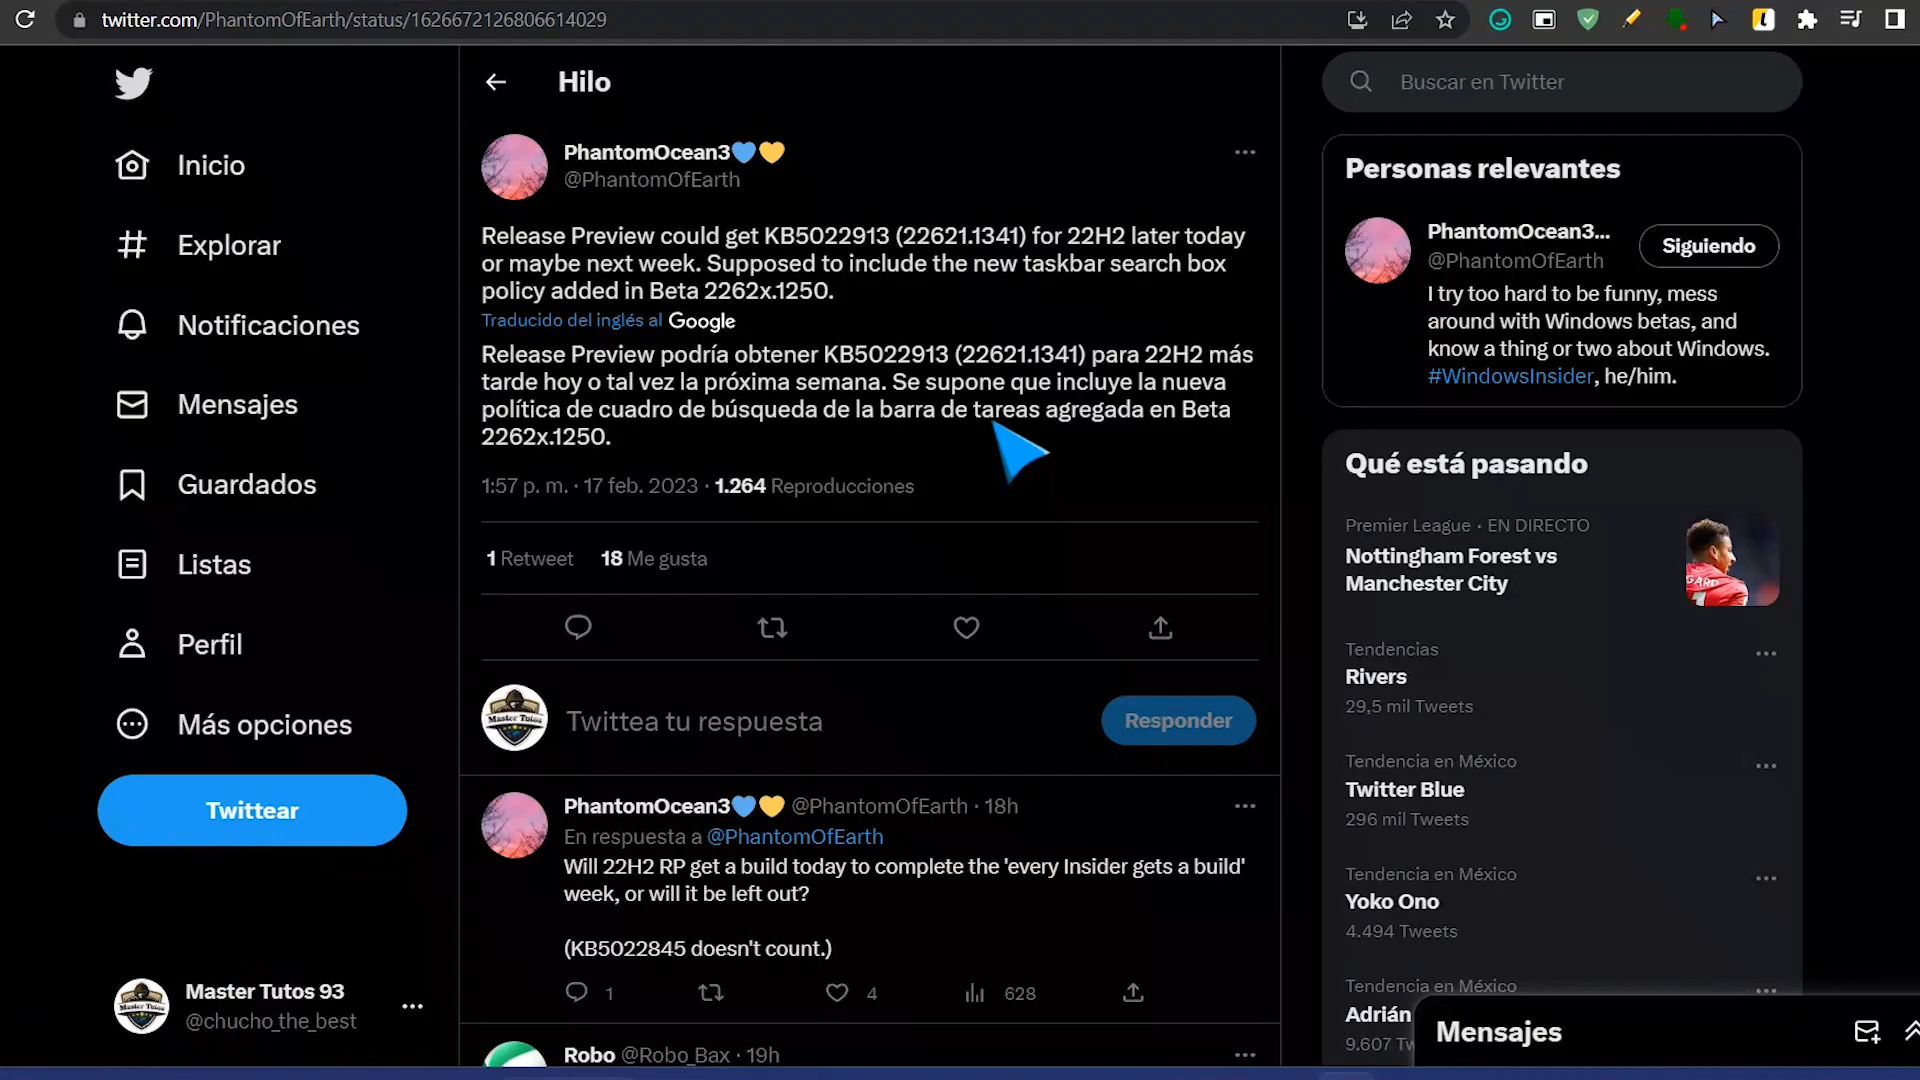 twitter.com/PhantomOfEarth/status/1626672126806614029
Inicio
Explorar
Notificaciones
Mensajes
Guardados
Listas
Perfil
Más opciones
Twittear
Master Tutos 93
@chucho_the_best
Hilo
PhantomOcean3
@PhantomOfEarth
Release Preview could get KB5022913 (22621.1341) for 22H2 later today
or maybe next week. Supposed to include the new taskbar search box
policy added in Beta 2262x.1250.
Traducido del inglés al Google
Release Preview podría obtener KB5022913 (22621.1341) para 22H2 más
tarde hoy o tal vez la próxima semana. Se supone que incluye la nueva
política de cuadro de búsqueda de la barra de tareas agregada en Beta
2262x.1250.
1:57 p. m. · 17 feb. 2023 · 1.264 Reproducciones
1 Retweet 18 Me gusta
Master Tutos
Twittea tu respuesta
Responder
PhantomOcean3 @PhantomOfEarth · 18h
En respuesta a @PhantomOfEarth
Will 22H2 RP get a build today to complete the 'every Insider gets a build'
week, or will it be left out?
(KB5022845 doesn't count.)
1 4 628
Robo @Robo_Bax · 19h
Buscar en Twitter
Personas relevantes
PhantomOcean3...
@PhantomOfEarth
Siguiendo
I try too hard to be funny, mess
around with Windows betas, and
know a thing or two about Windows.
#WindowsInsider, he/him.
Qué está pasando
Premier League · EN DIRECTO
Nottingham Forest vs
Manchester City
Tendencias
Rivers
29,5 mil Tweets
Tendencia en México
Twitter Blue
296 mil Tweets
Tendencia en México
Yoko Ono
4.494 Tweets
Tendencia en México
Adrián
9.607 Tw
Mensajes